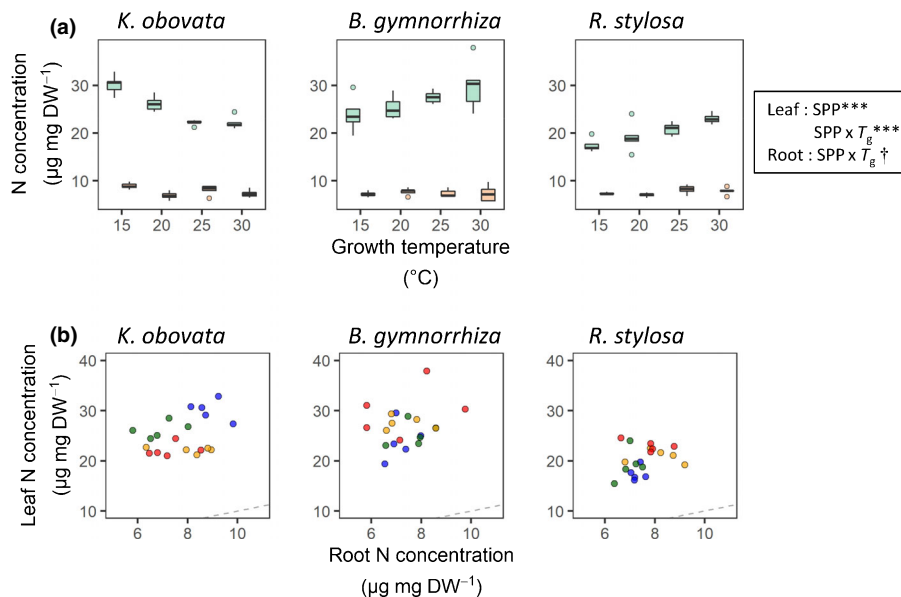 (a)
K. obovata
B. gymnorrhiza
R. stylosa
N concentration
(µg mg DW⁻¹)
30
20
10
15 20 25 30
30
20
10
15 20 25 30
30
20
10
15 20 25 30
Growth temperature
(°C)
Leaf : SPP***
SPP x Tg***
Root : SPP x Tg †
(b)
K. obovata
B. gymnorrhiza
R. stylosa
Leaf N concentration
(µg mg DW⁻¹)
40
30
20
10
6 8 10
40
30
20
10
6 8 10
40
30
20
10
6 8 10
Root N concentration
(µg mg DW⁻¹)